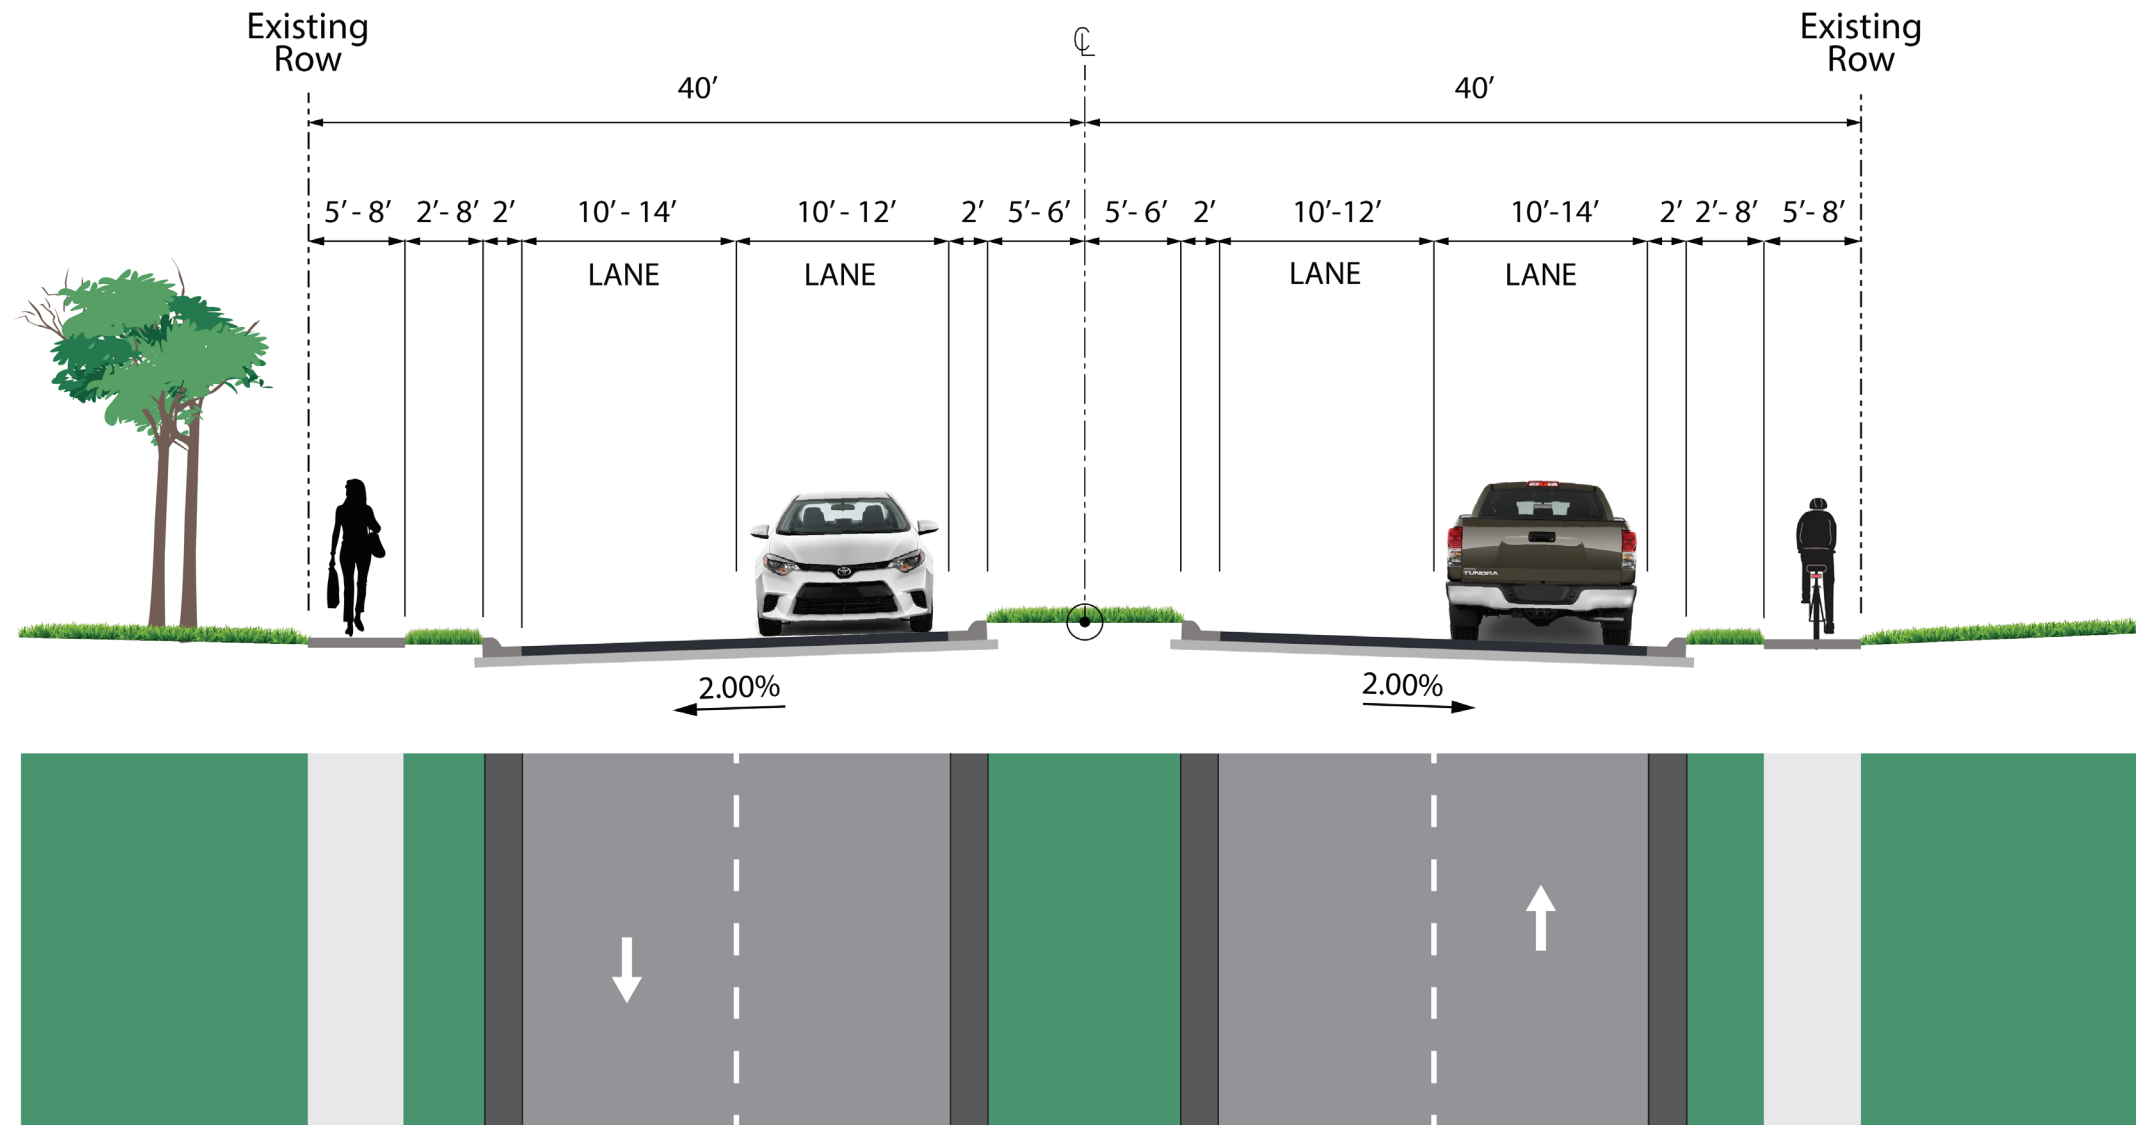 Existing
Row
℄
Existing
Row
40’
40’
5’- 8’ 2’- 8’ 2’ 10’ - 14’ 10’ - 12’ 2’ 5’- 6’ 5’- 6’ 2’ 10’-12’ 10’-14’ 2’ 2’- 8’ 5’- 8’
LANE LANE LANE LANE
TUNDRA
2.00% 2.00%